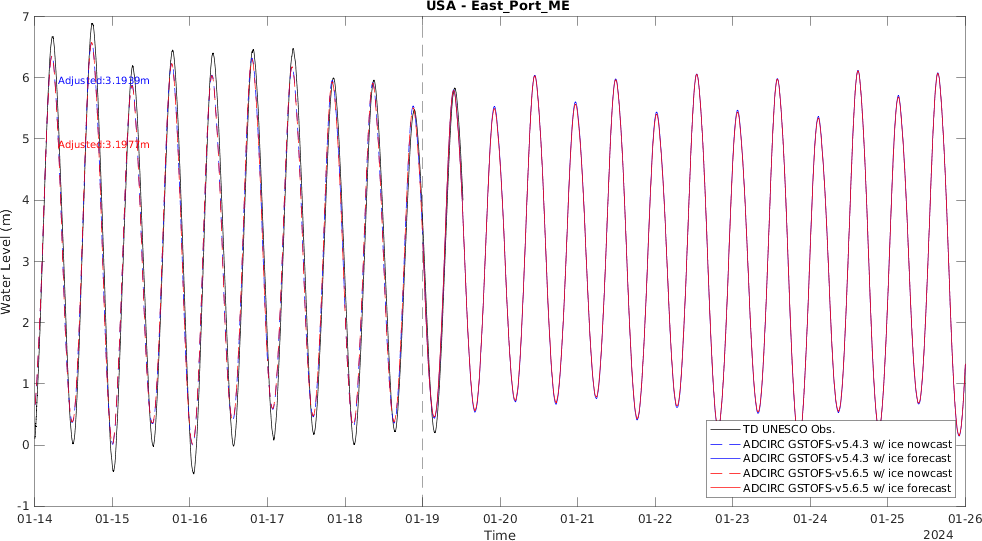 USA - East_Port_ME
7
6
5
4
3
2
1
0
-1
Water Level (m)
Adjusted:3.1939m
Adjusted:3.1977m
TD UNESCO Obs.
ADCIRC GSTOFS-v5.4.3 w/ ice nowcast
ADCIRC GSTOFS-v5.4.3 w/ ice forecast
ADCIRC GSTOFS-v5.6.5 w/ ice nowcast
ADCIRC GSTOFS-v5.6.5 w/ ice forecast
01-14 01-15 01-16 01-17 01-18 01-19 01-20 01-21 01-22 01-23 01-24 01-25 01-26
Time
2024